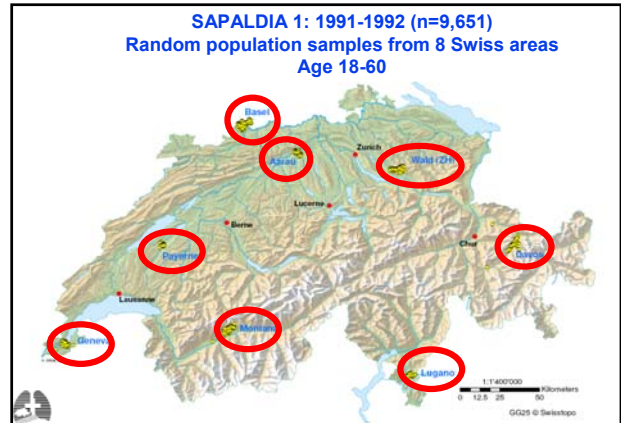 SAPALDIA 1: 1991-1992 (n=9,651)
Random population samples from 8 Swiss areas
Age 18-60
Basel
Aarau
Zurich
Wald (ZH)
Lucerne
Berne
Payerne
Chur
Davos
Lausanne
Montana
Geneva
Lugano
1:1'400'000
Kilometers
0 12.5 25 50
GG25 © Swisstopo